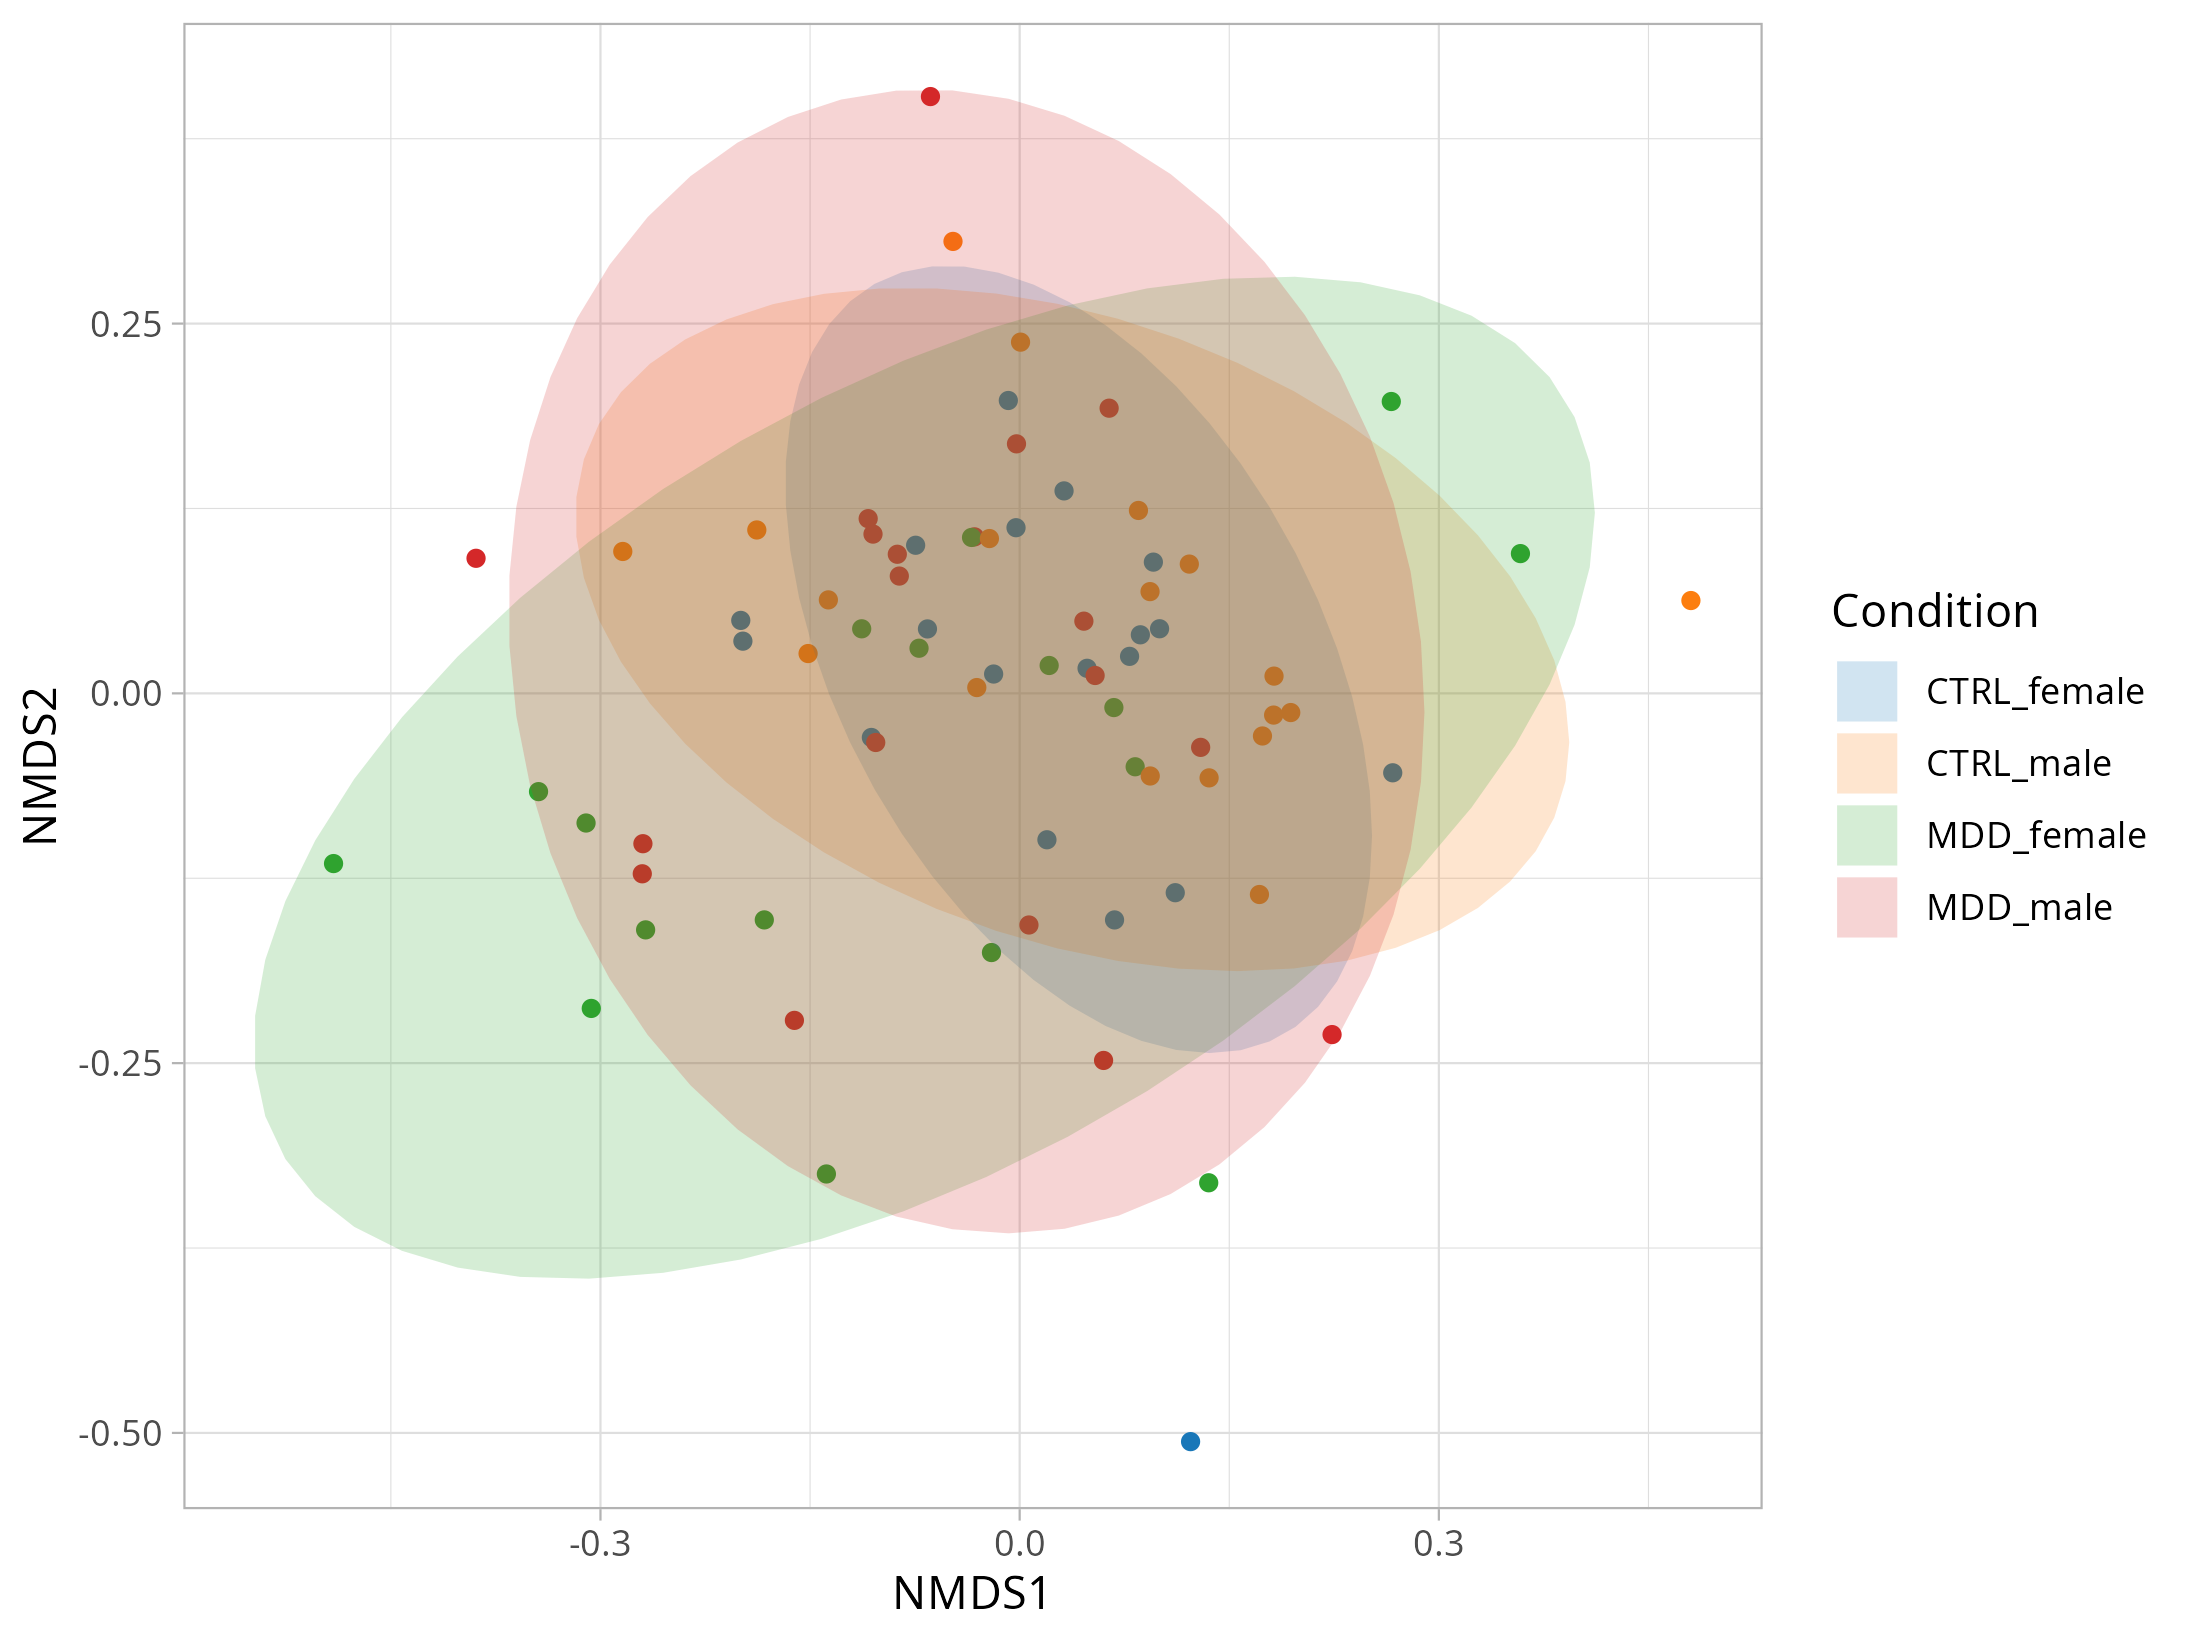 NMDS2
0.25
0.00
-0.25
-0.50
-0.3
0.0
0.3
NMDS1
Condition
CTRL_female
CTRL_male
MDD_female
MDD_male